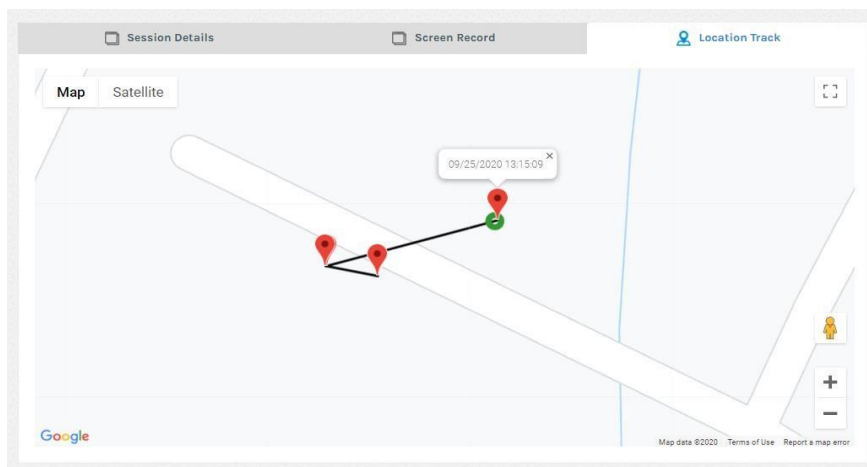 Session Details
Screen Record
Location Track
Map
Satellite
09/25/2020 13:15:09
Google
Map data ©2020
Terms of Use
Report a map error